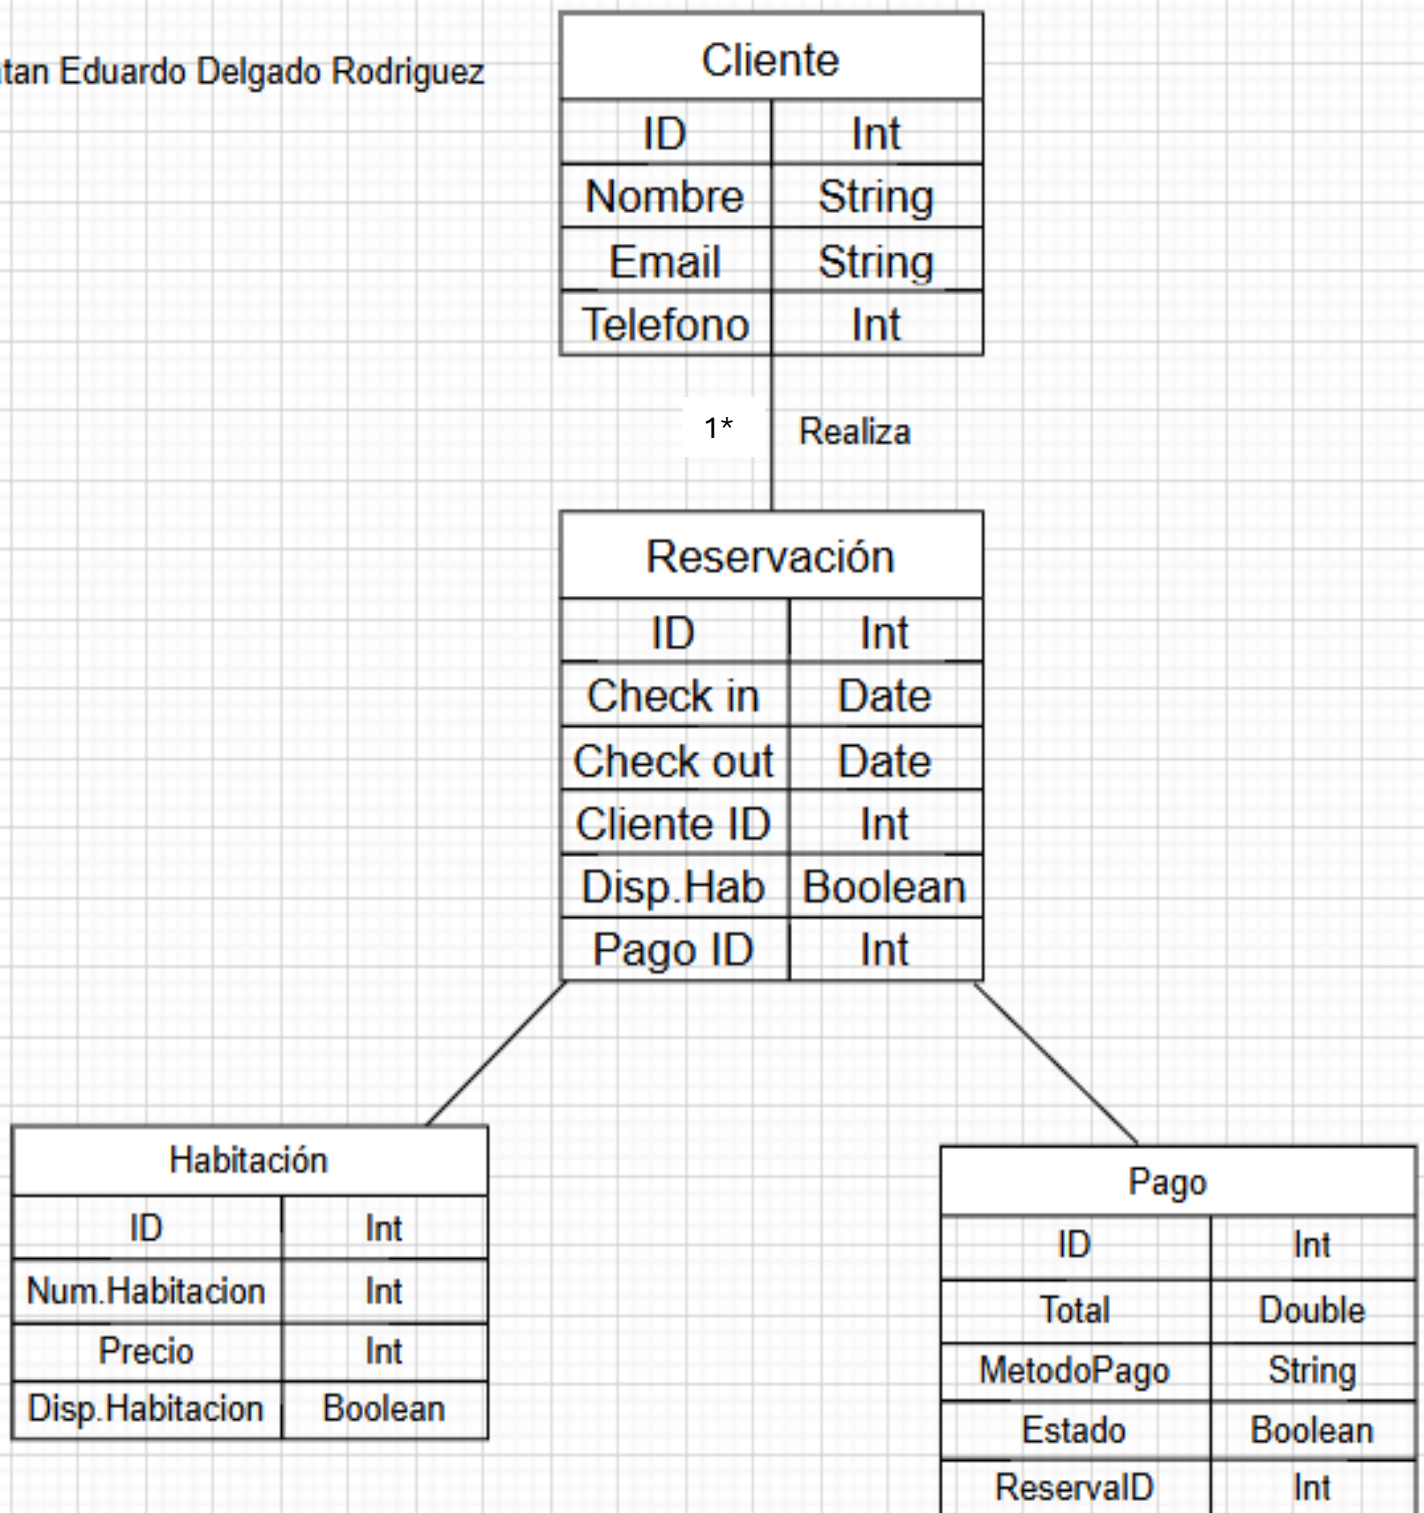 Eduardo Delgado Rodriguez
Cliente
ID Int
Nombre String
Email String
Telefono Int
1* Realiza
Reservación
ID Int
Check in Date
Check out Date
Cliente ID Int
Disp.Hab Boolean
Pago ID Int
Habitación
ID Int
Num.Habitacion Int
Precio Int
Disp.Habitacion Boolean
Pago
ID Int
Total Double
MetodoPago String
Estado Boolean
ReservaID Int